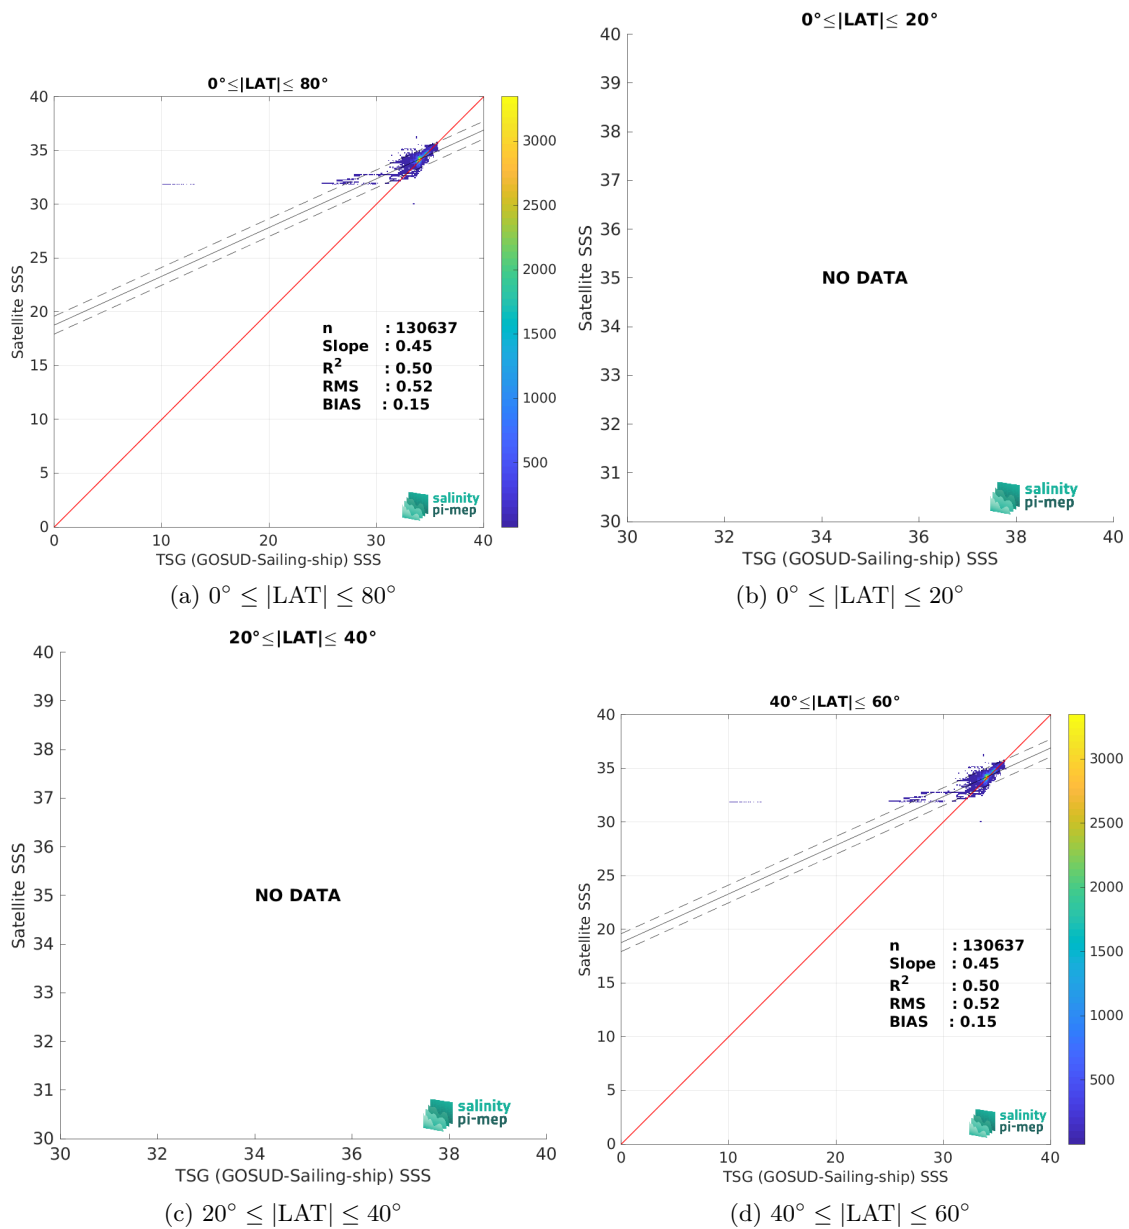 0°≤|LAT|≤ 80°
40
35
30
25
20
15
10
5
0
Satellite SSS
n : 130637
Slope : 0.45
R² : 0.50
RMS : 0.52
BIAS : 0.15
salinity
pi-mep
0 10 20 30 40
TSG (GOSUD-Sailing-ship) SSS
3000
2500
2000
1500
1000
500
(a) 0° ≤ |LAT| ≤ 80°
0°≤|LAT|≤ 20°
40
39
38
37
36
35
34
33
32
31
30
Satellite SSS
NO DATA
salinity
pi-mep
30 32 34 36 38 40
TSG (GOSUD-Sailing-ship) SSS
(b) 0° ≤ |LAT| ≤ 20°
20°≤|LAT|≤ 40°
40
39
38
37
36
35
34
33
32
31
30
Satellite SSS
NO DATA
salinity
pi-mep
30 32 34 36 38 40
TSG (GOSUD-Sailing-ship) SSS
(c) 20° ≤ |LAT| ≤ 40°
40°≤|LAT|≤ 60°
40
35
30
25
20
15
10
5
0
Satellite SSS
n : 130637
Slope : 0.45
R² : 0.50
RMS : 0.52
BIAS : 0.15
salinity
pi-mep
0 10 20 30 40
TSG (GOSUD-Sailing-ship) SSS
3000
2500
2000
1500
1000
500
(d) 40° ≤ |LAT| ≤ 60°